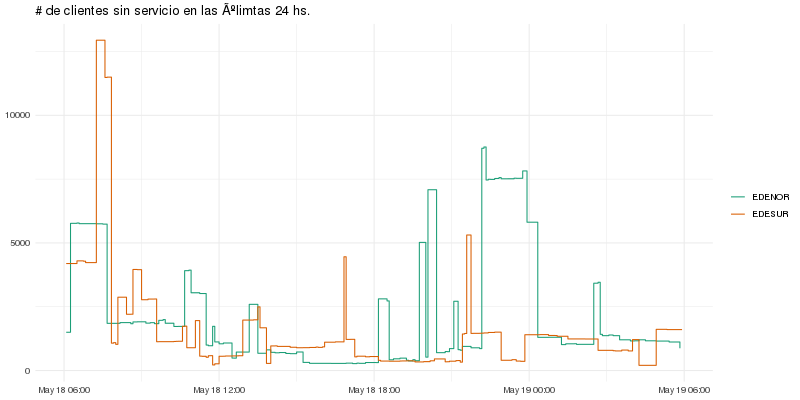 # de clientes sin servicio en las Ãºlimtas 24 hs.
10000
5000
0
May 18 06:00
May 18 12:00
May 18 18:00
May 19 00:00
May 19 06:00
EDENOR
EDESUR